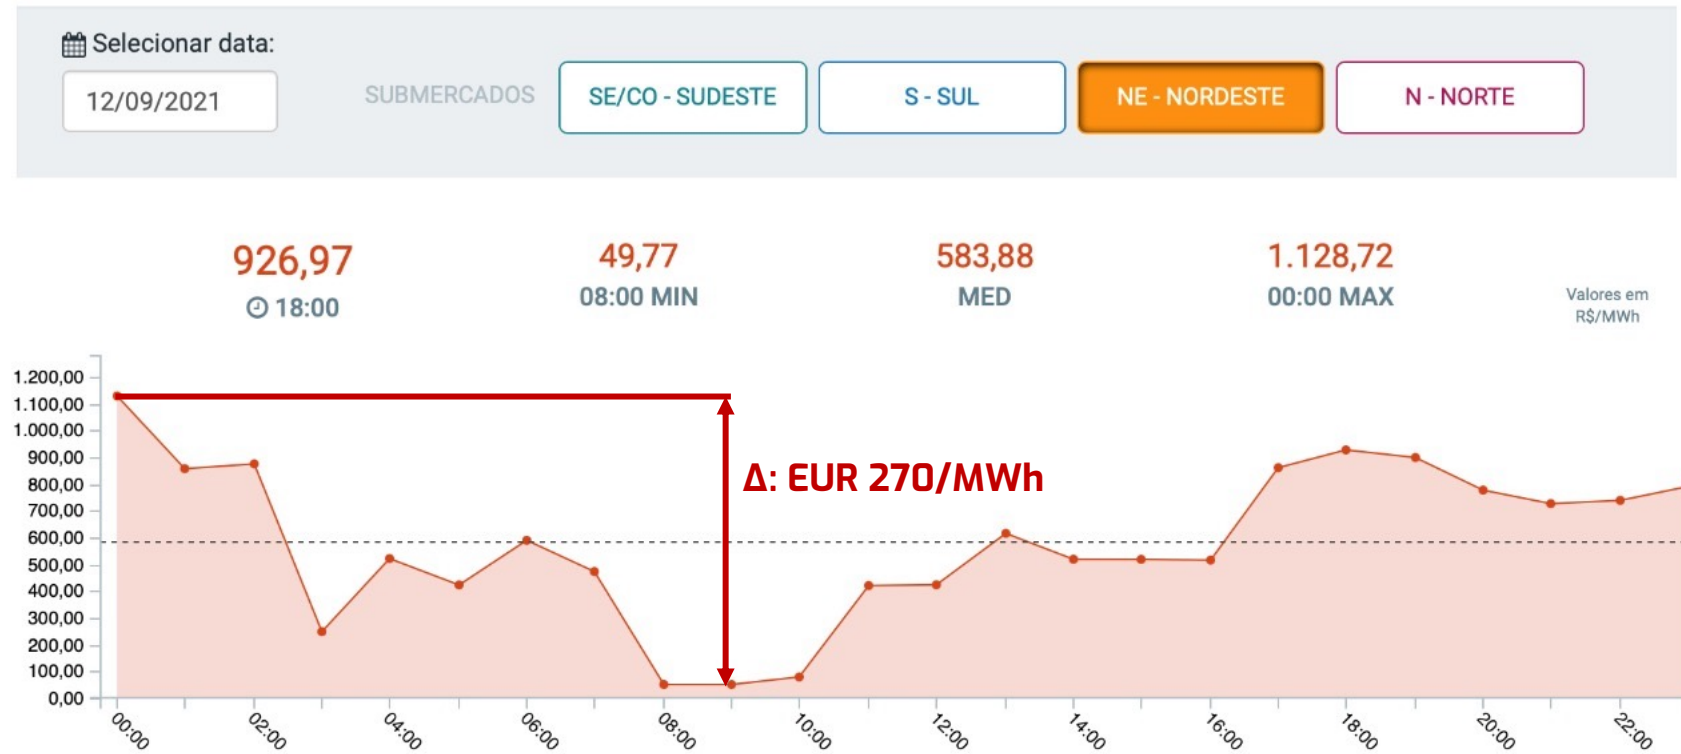 Selecionar data:
12/09/2021
SUBMERCADOS
SE/CO - SUDESTE
S - SUL
NE - NORDESTE
N - NORTE
926,97
18:00
49,77
08:00 MIN
583,88
MED
1.128,72
00:00 MAX
Valores em
R$/MWh
1.200,00
1.100,00
1.000,00
900,00
800,00
700,00
600,00
500,00
400,00
300,00
200,00
100,00
0,00
Δ: EUR 270/MWh
00:00
02:00
04:00
06:00
08:00
10:00
12:00
14:00
16:00
18:00
20:00
22:00